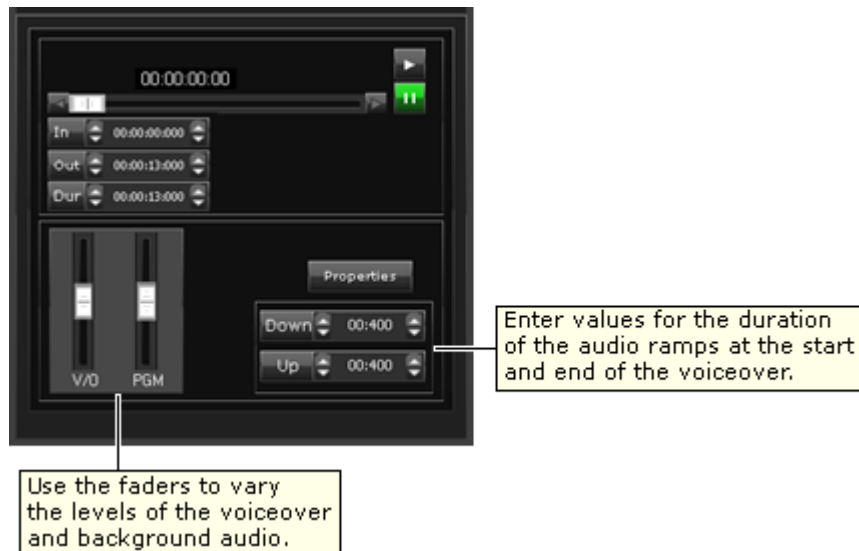 00:00:00:00
In 00:00:00:000
Out 00:00:13:000
Dur 00:00:13:000
Properties
Down 00:400
Up 00:400
V/O PGM
Enter values for the duration
of the audio ramps at the start
and end of the voiceover.
Use the faders to vary
the levels of the voiceover
and background audio.